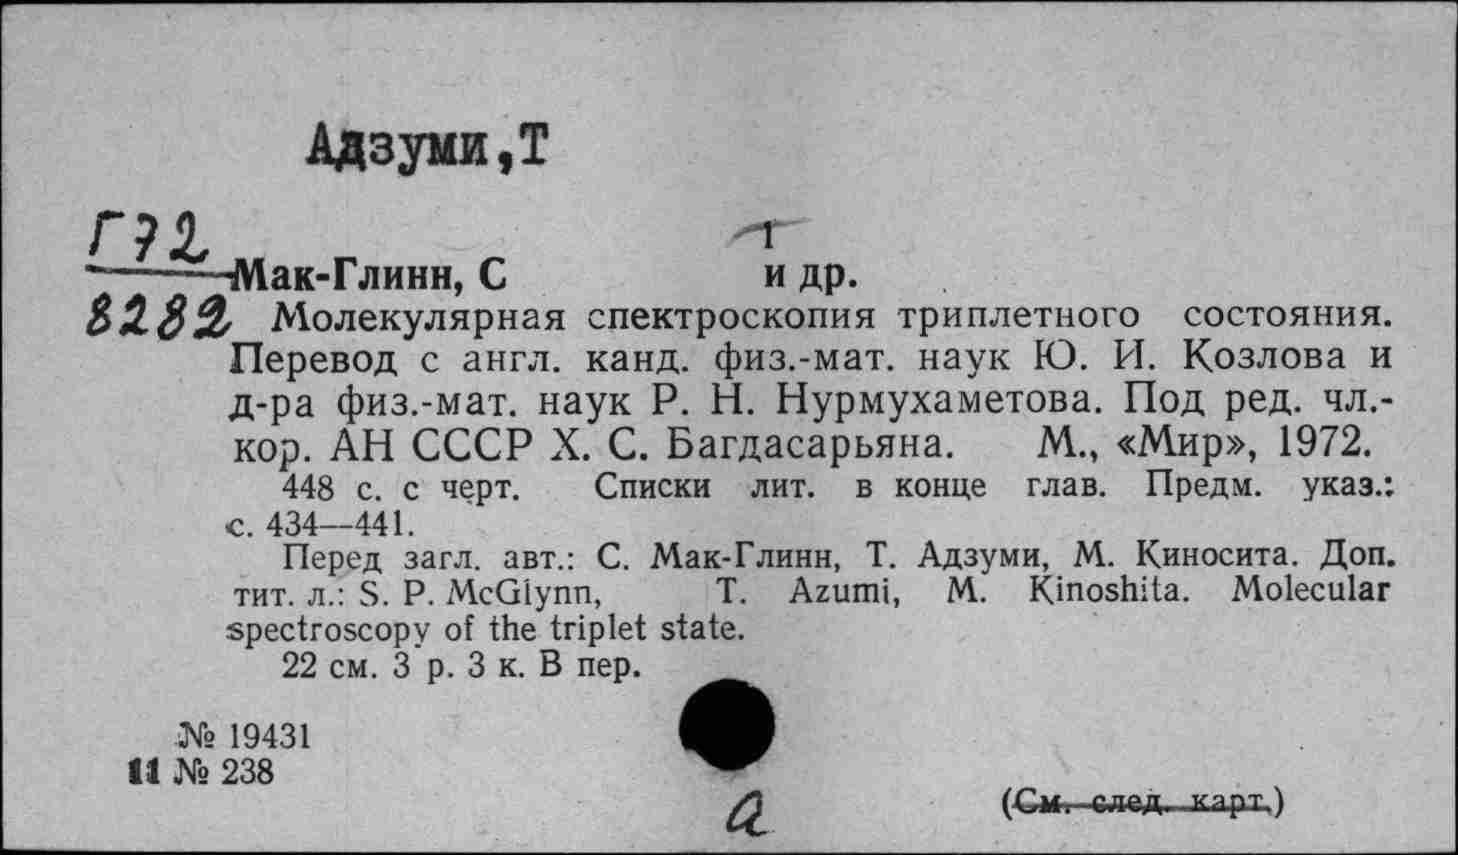 Адзуми,Т
Г72
1
Мак-Глинн, С и др.
8282 Молекулярная спектроскопия триплетного состояния.
Перевод с англ. канд. физ.-мат. наук Ю. И. Козлова и
д-ра физ.-мат. наук Р. Н. Нурмухаметова. Под ред. чл.-
кор. АН СССР Х. С. Багдасарьяна. М., «Мир», 1972.
448 с. с черт. Списки лит. в конце глав. Предм. указ.:
с. 434—441.
Перед загл. авт.: С. Мак-Глинн, Т. Адзуми, М. Киносита. Доп.
тит. л.: S. P. McGlynn, T. Azumi, M. Kinoshita. Molecular
spectroscopy of the triplet state.
22 см. 3 р. 3 к. В пер.
№ 19431
11 № 238
а
(См. след. карт.)